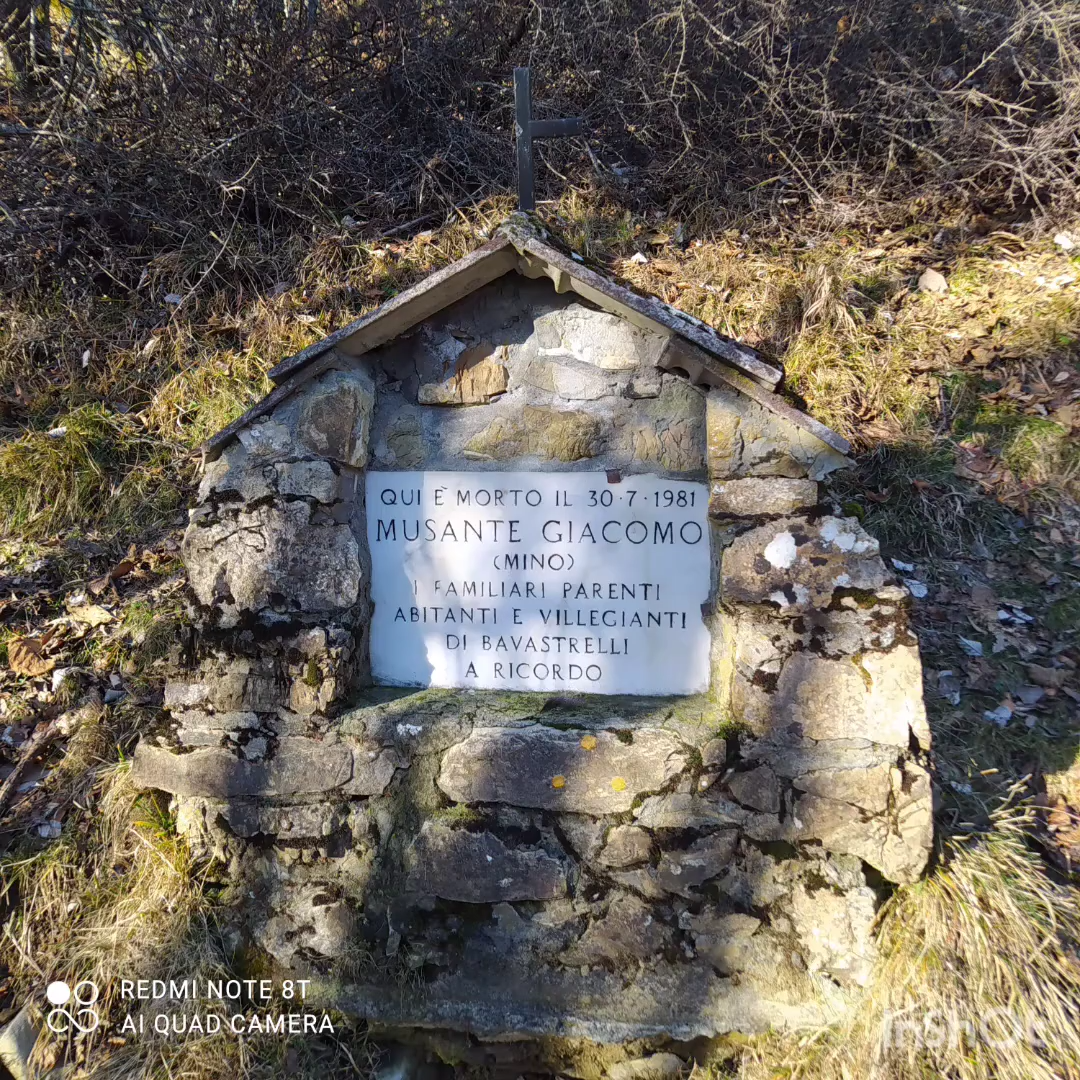 QUI È MORTO IL 30·7·1981
MUSANTE GIACOMO
(MINO)
I FAMILIARI PARENTI
ABITANTI E VILLEGIANTI
DI BAVASTRELLI
A RICORDO
REDMI NOTE 8T
AI QUAD CAMERA
InShOt